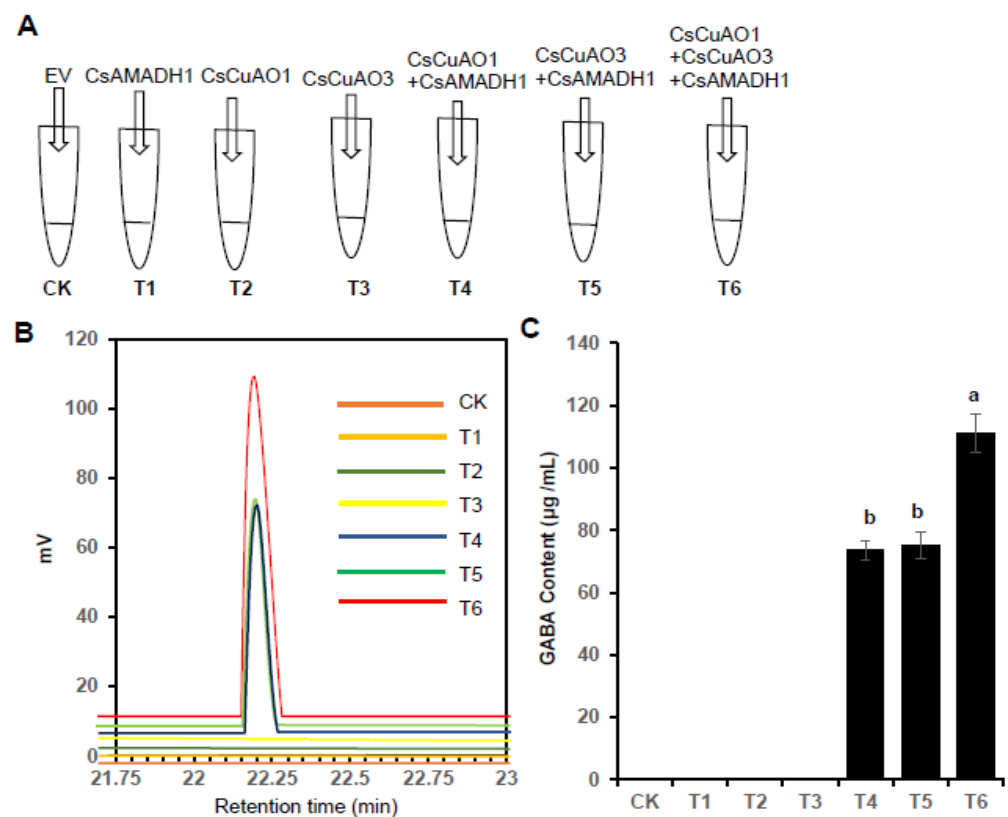 A
EV
CsAMADH1
CsCuAO1
CsCuAO3
CsCuAO1
+CsAMADH1
CsCuAO3
+CsAMADH1
CsCuAO1
+CsCuAO3
+CsAMADH1
CK
T1
T2
T3
T4
T5
T6
B
120
100
80
60
40
20
0
mV
21.75
22
22.25
22.5
22.75
23
Retention time (min)
CK
T1
T2
T3
T4
T5
T6
C
140
120
100
80
60
40
20
0
GABA Content (µg /mL)
b
b
a
CK
T1
T2
T3
T4
T5
T6